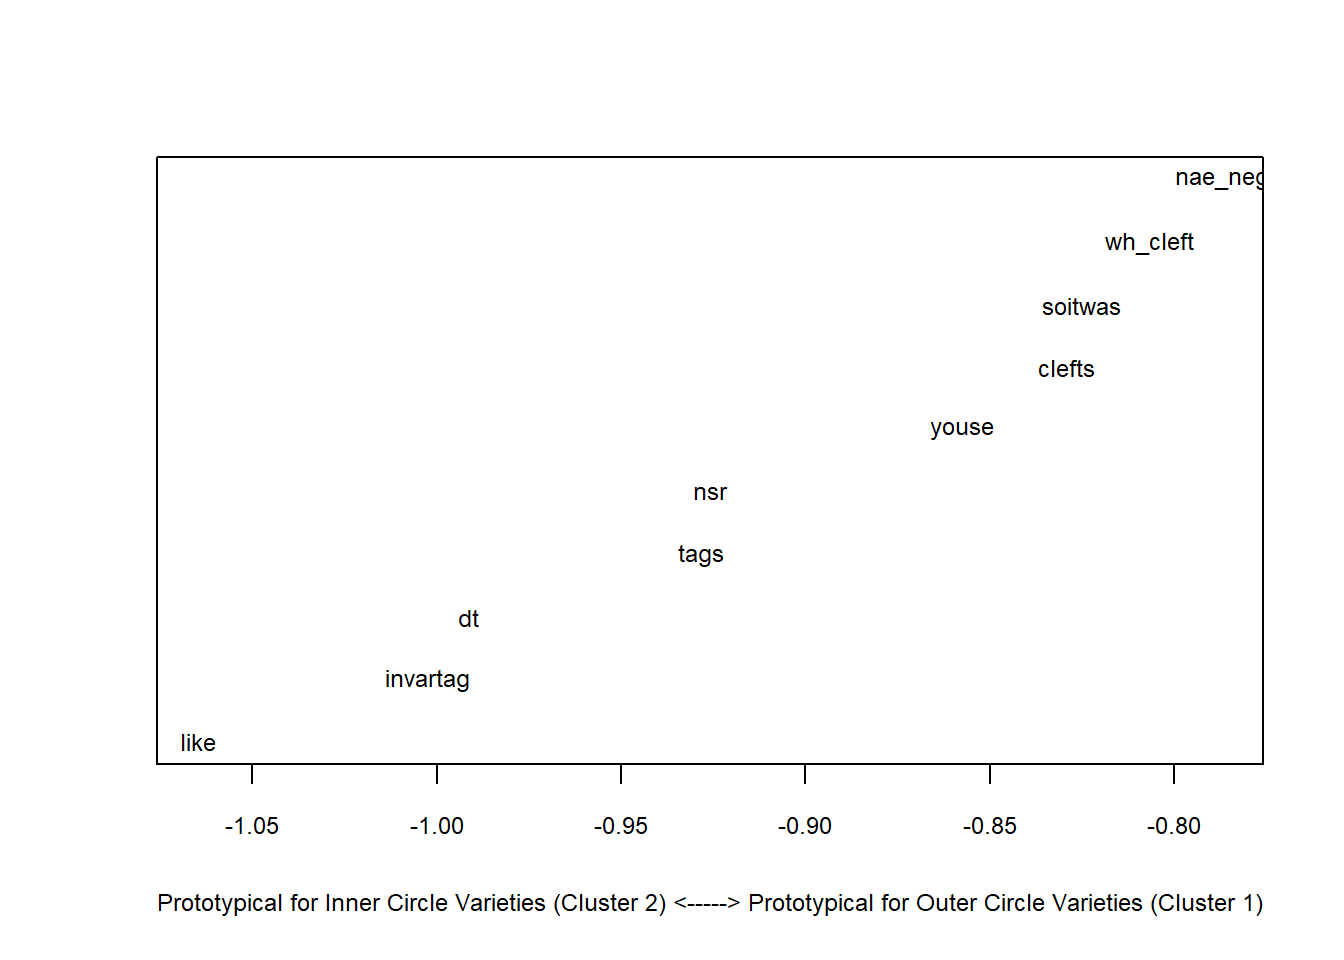 nae_neg
wh_cleft
soitwas
clefts
youse
nsr
tags
dt
invartag
like
-1.05 -1.00 -0.95 -0.90 -0.85 -0.80
Prototypical for Inner Circle Varieties (Cluster 2) <-----> Prototypical for Outer Circle Varieties (Cluster 1)